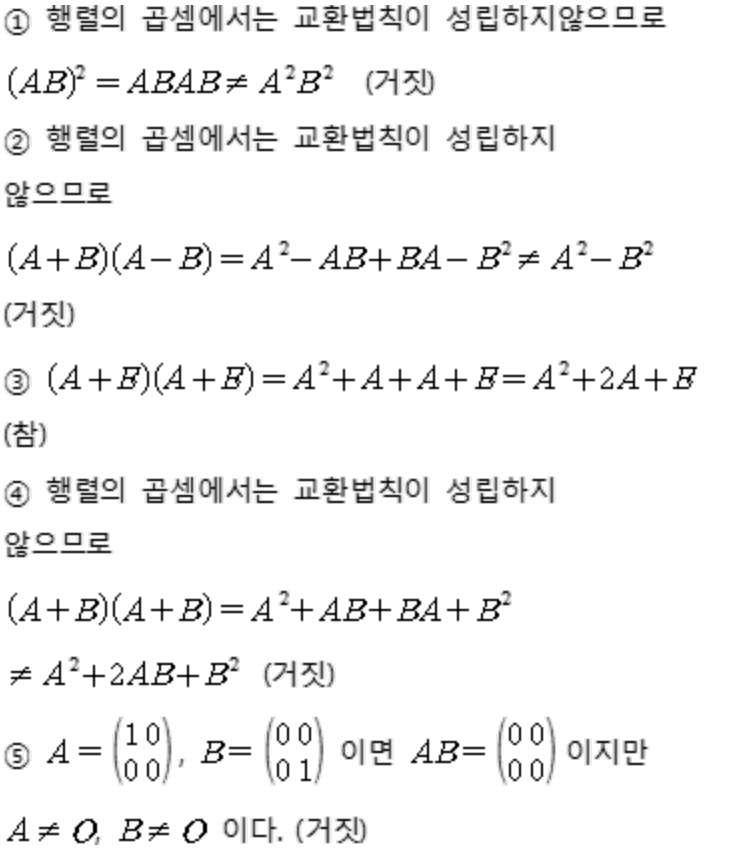 ① 행렬의 곱셈에서는 교환법칙이 성립하지않으므로
(AB)² = ABAB ≠ A²B² (거짓)
② 행렬의 곱셈에서는 교환법칙이 성립하지
않으므로
(A+B)(A−B) = A²−AB+BA−B² ≠ A²−B²
(거짓)
③ (A+E)(A+E) = A²+A+A+E = A²+2A+E
(참)
④ 행렬의 곱셈에서는 교환법칙이 성립하지
않으므로
(A+B)(A+B) = A²+AB+BA+B²
≠ A²+2AB+B² (거짓)
⑤ A = (1 0 / 0 0), B = (0 0 / 0 1) 이면 AB = (0 0 / 0 0) 이지만
A ≠ O, B ≠ O 이다. (거짓)